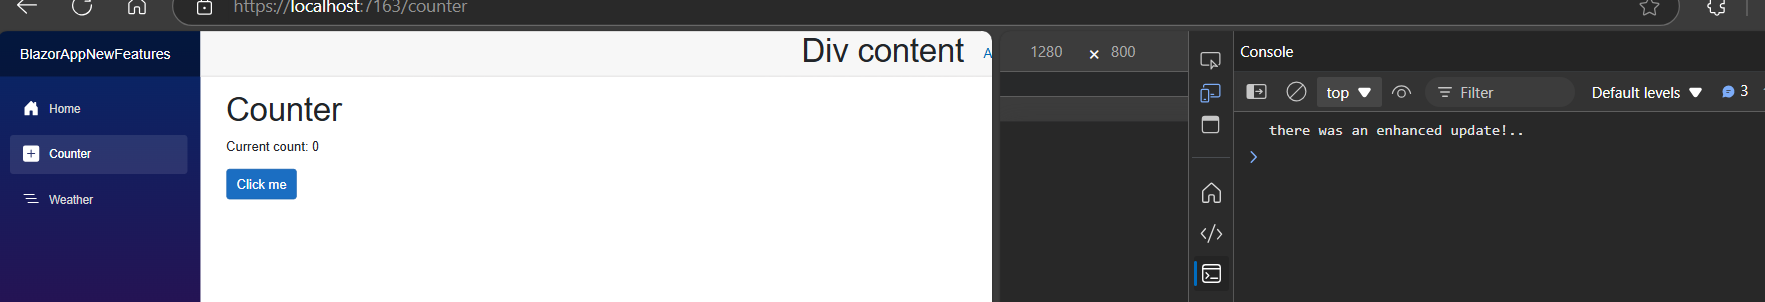 https://localhost:7163/counter
BlazorAppNewFeatures
Div content
A
1280 × 800
Console
top
Filter
Default levels
3
Home
Counter
Weather
Counter
Current count: 0
Click me
there was an enhanced update!..